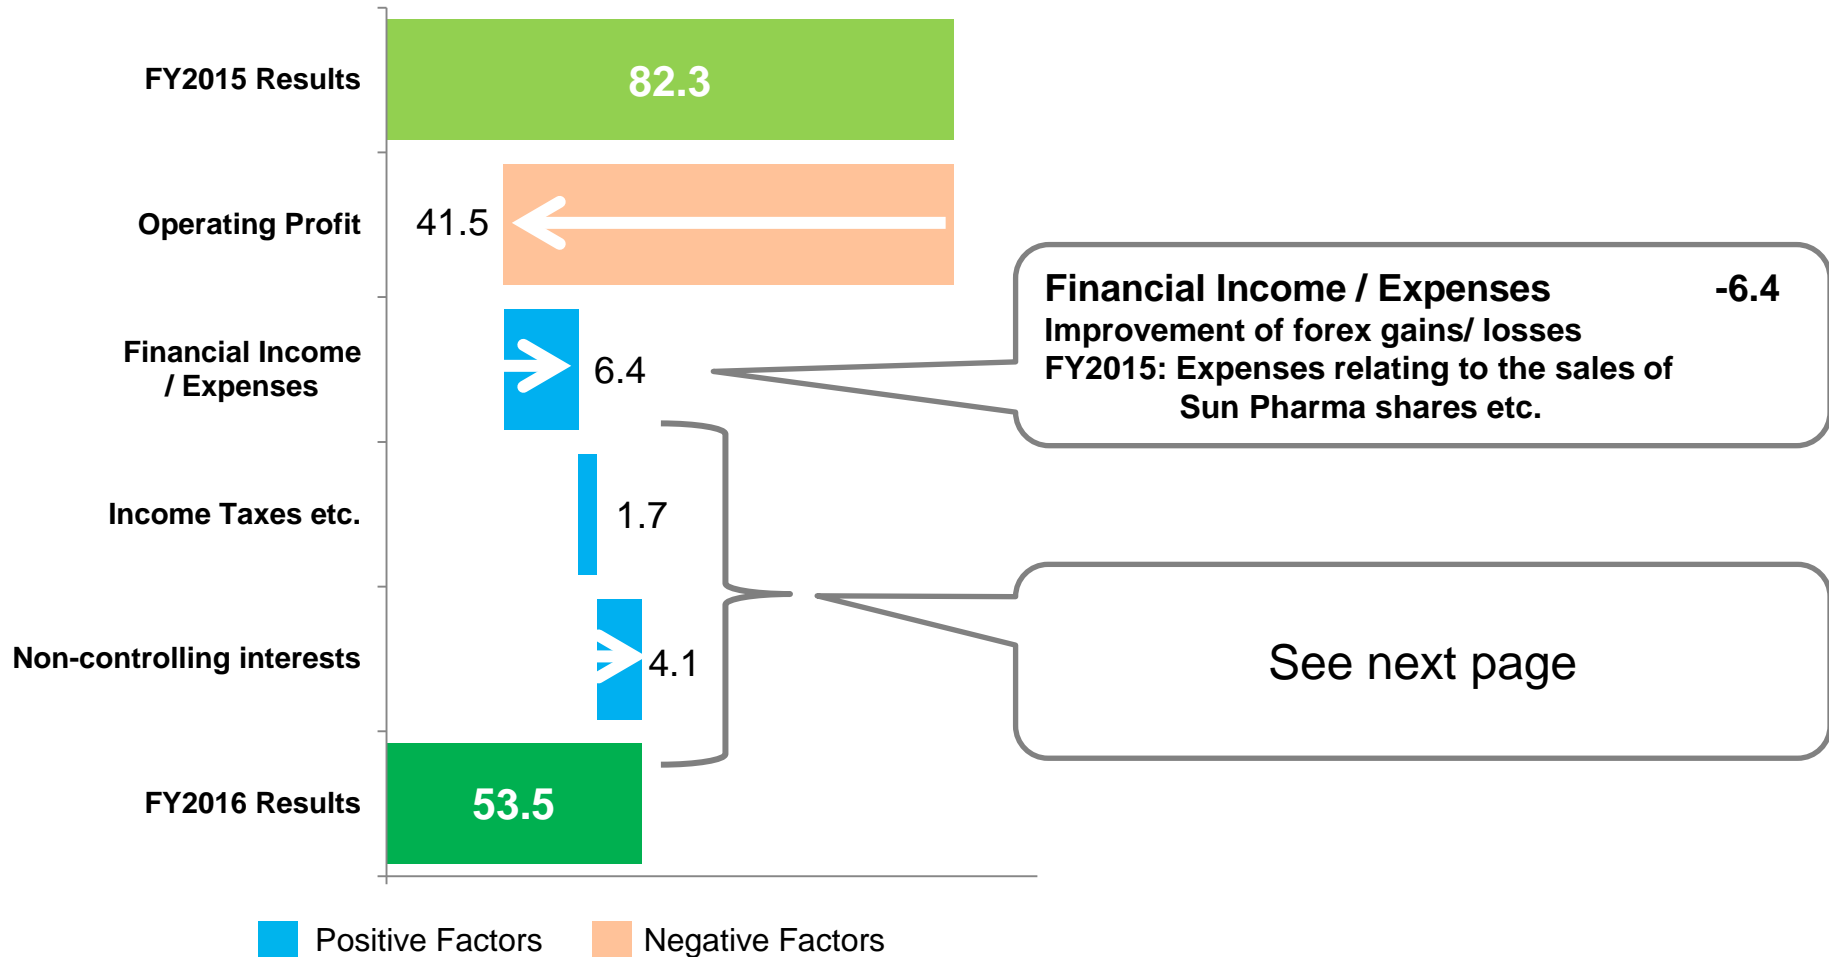 FY2015 Results
82.3
Operating Profit
41.5
Financial Income
/ Expenses
6.4
Financial Income / Expenses -6.4
Improvement of forex gains/ losses
FY2015: Expenses relating to the sales of
Sun Pharma shares etc.
Income Taxes etc.
1.7
Non-controlling interests
4.1
See next page
FY2016 Results
53.5
Positive Factors
Negative Factors